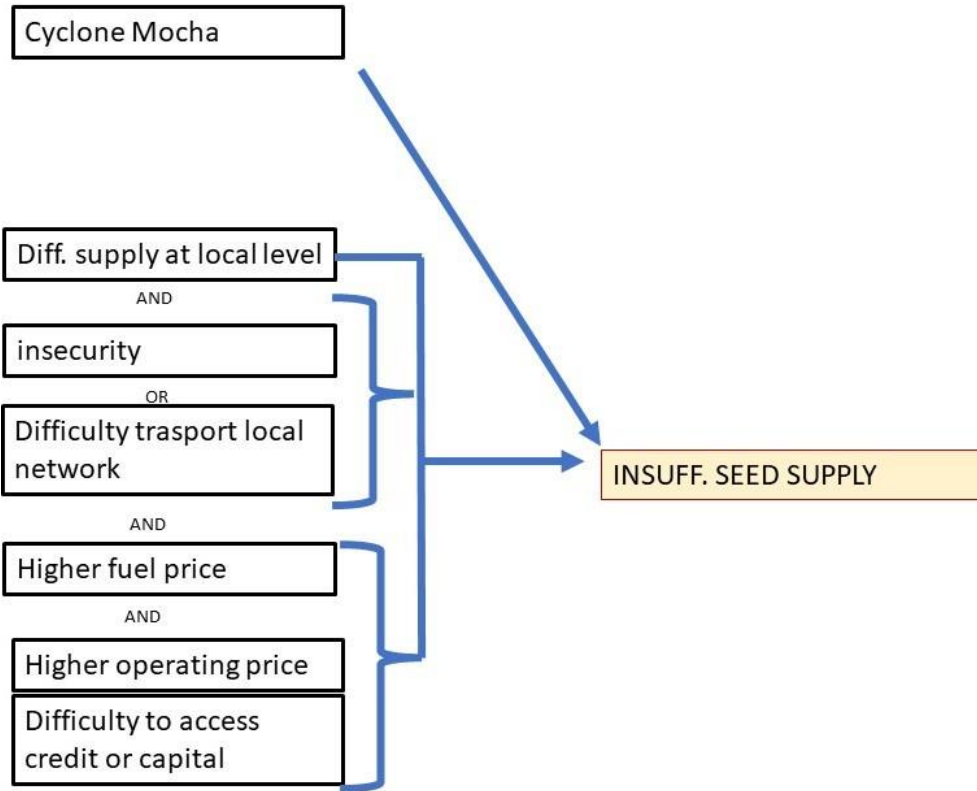 Cyclone Mocha
Diff. supply at local level
AND
insecurity
OR
Difficulty trasport local
network
AND
Higher fuel price
AND
Higher operating price
Difficulty to access
credit or capital
INSUFF. SEED SUPPLY